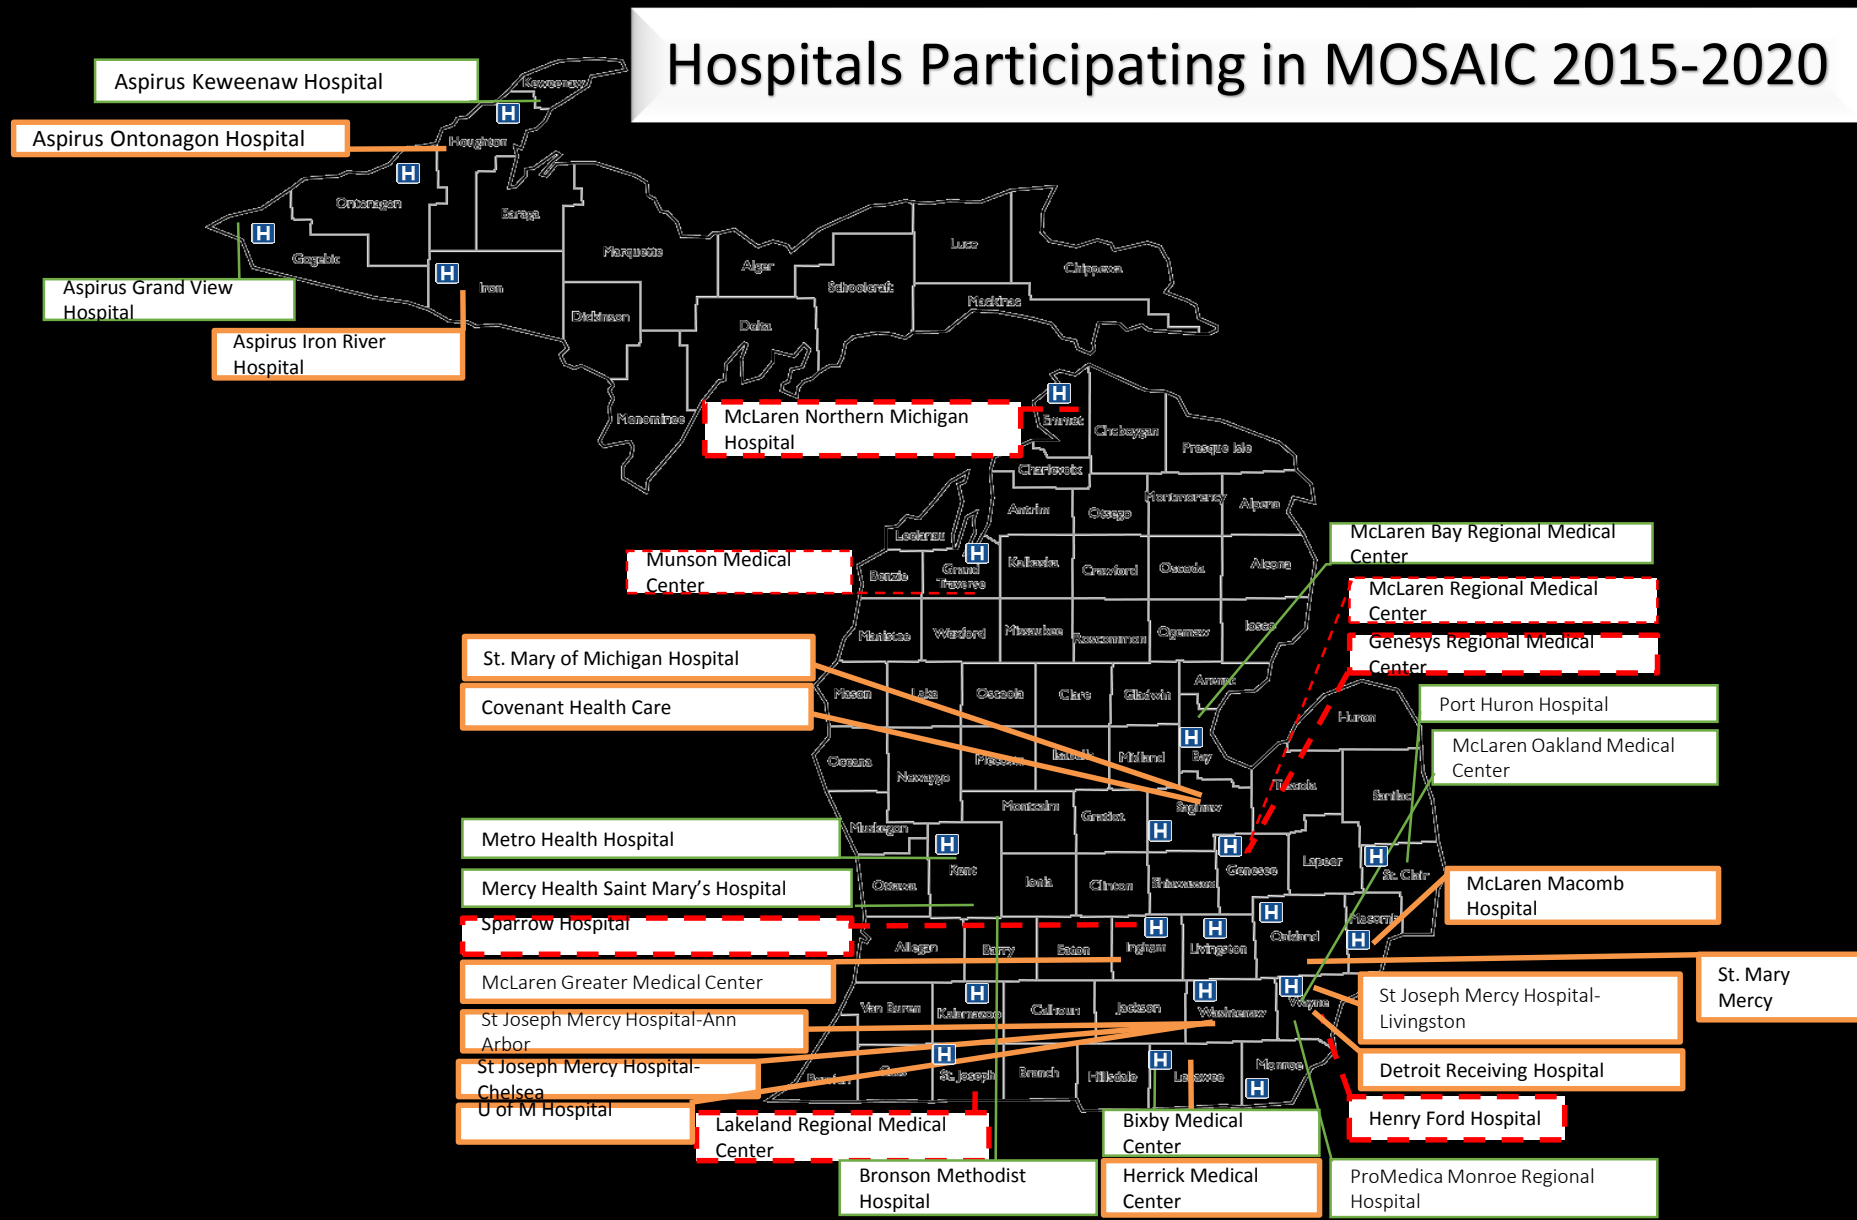 Hospitals Participating in MOSAIC 2015-2020
Aspirus Keweenaw Hospital
Keweenaw
H
Aspirus Ontonagon Hospital
Houghton
H
Ontonagon
Baraga
H
Gogebic
Marquette
Alger
Luce
Chippewa
H
Iron
Schoolcraft
Mackinac
Aspirus Grand View
Hospital
Dickinson
Delta
Aspirus Iron River
Hospital
Menominee
McLaren Northern Michigan
Hospital
H
Emmet
Cheboygan
Presque Isle
Charlevoix
Antrim
Otsego
Montmorency
Alpena
Leelanau
H
Munson Medical
Center
Benzie
Grand
Traverse
Kalkaska
Crawford
Oscoda
Alcona
McLaren Bay Regional Medical
Center
McLaren Regional Medical
Center
Genesys Regional Medical
Center
Manistee
Wexford
Missaukee
Roscommon
Ogemaw
Iosco
St. Mary of Michigan Hospital
Covenant Health Care
Mason
Lake
Osceola
Clare
Gladwin
Arenac
Huron
Port Huron Hospital
McLaren Oakland Medical
Center
H
Oceana
Newaygo
Mecosta
Isabella
Midland
Bay
Tuscola
Sanilac
Montcalm
Gratiot
Saginaw
Muskegon
H
Metro Health Hospital
H
Kent
H
Genesee
Lapeer
H
St. Clair
Mercy Health Saint Mary's Hospital
Ottawa
Ionia
Clinton
Shiawassee
McLaren Macomb
Hospital
Sparrow Hospital
Allegan
Barry
Eaton
H
Ingham
H
Livingston
H
Oakland
Macomb
H
McLaren Greater Medical Center
St. Mary
Mercy
St Joseph Mercy Hospital-Ann
Arbor
Van Buren
H
Kalamazoo
Calhoun
Jackson
H
Washtenaw
H
Wayne
St Joseph Mercy Hospital-
Livingston
St Joseph Mercy Hospital-
Chelsea
Berrien
Cass
H
St. Joseph
Branch
Hillsdale
H
Lenawee
H
Monroe
Detroit Receiving Hospital
U of M Hospital
Lakeland Regional Medical
Center
Bixby Medical
Center
Henry Ford Hospital
Bronson Methodist
Hospital
Herrick Medical
Center
ProMedica Monroe Regional
Hospital